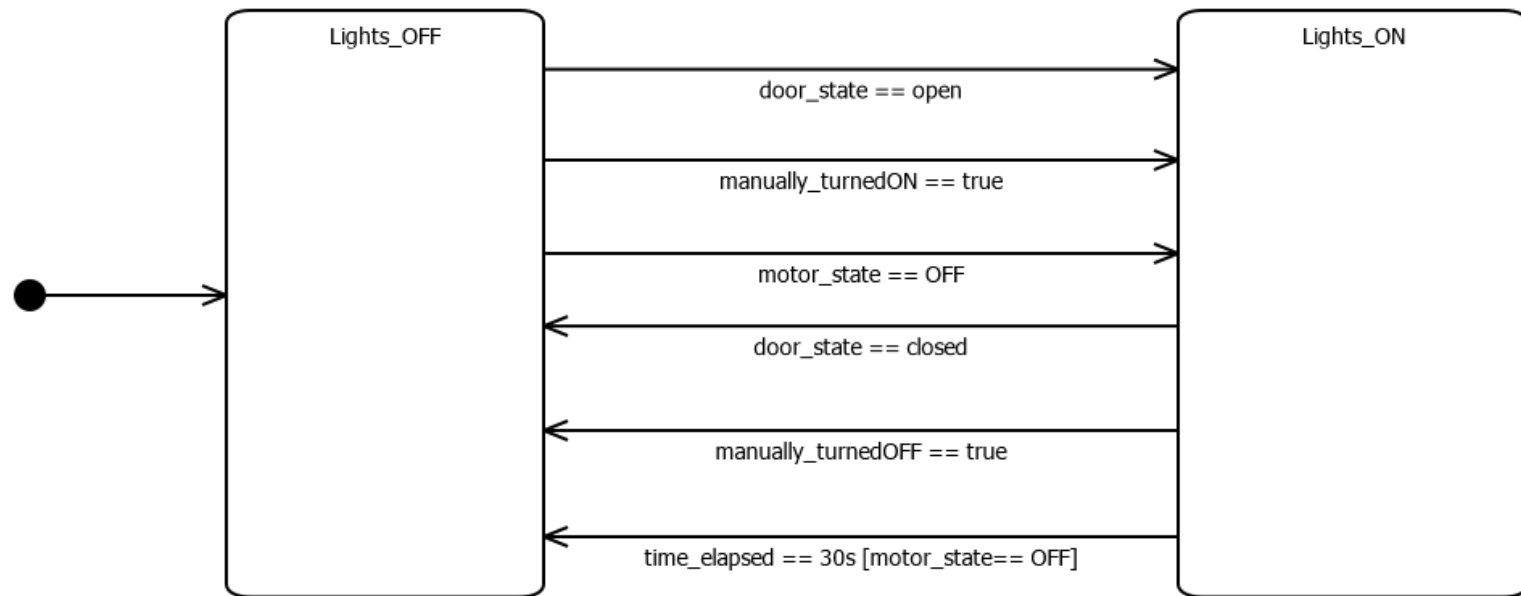 Lights_OFF
Lights_ON
door_state == open
manually_turnedON == true
motor_state == OFF
door_state == closed
manually_turnedOFF == true
time_elapsed == 30s [motor_state== OFF]